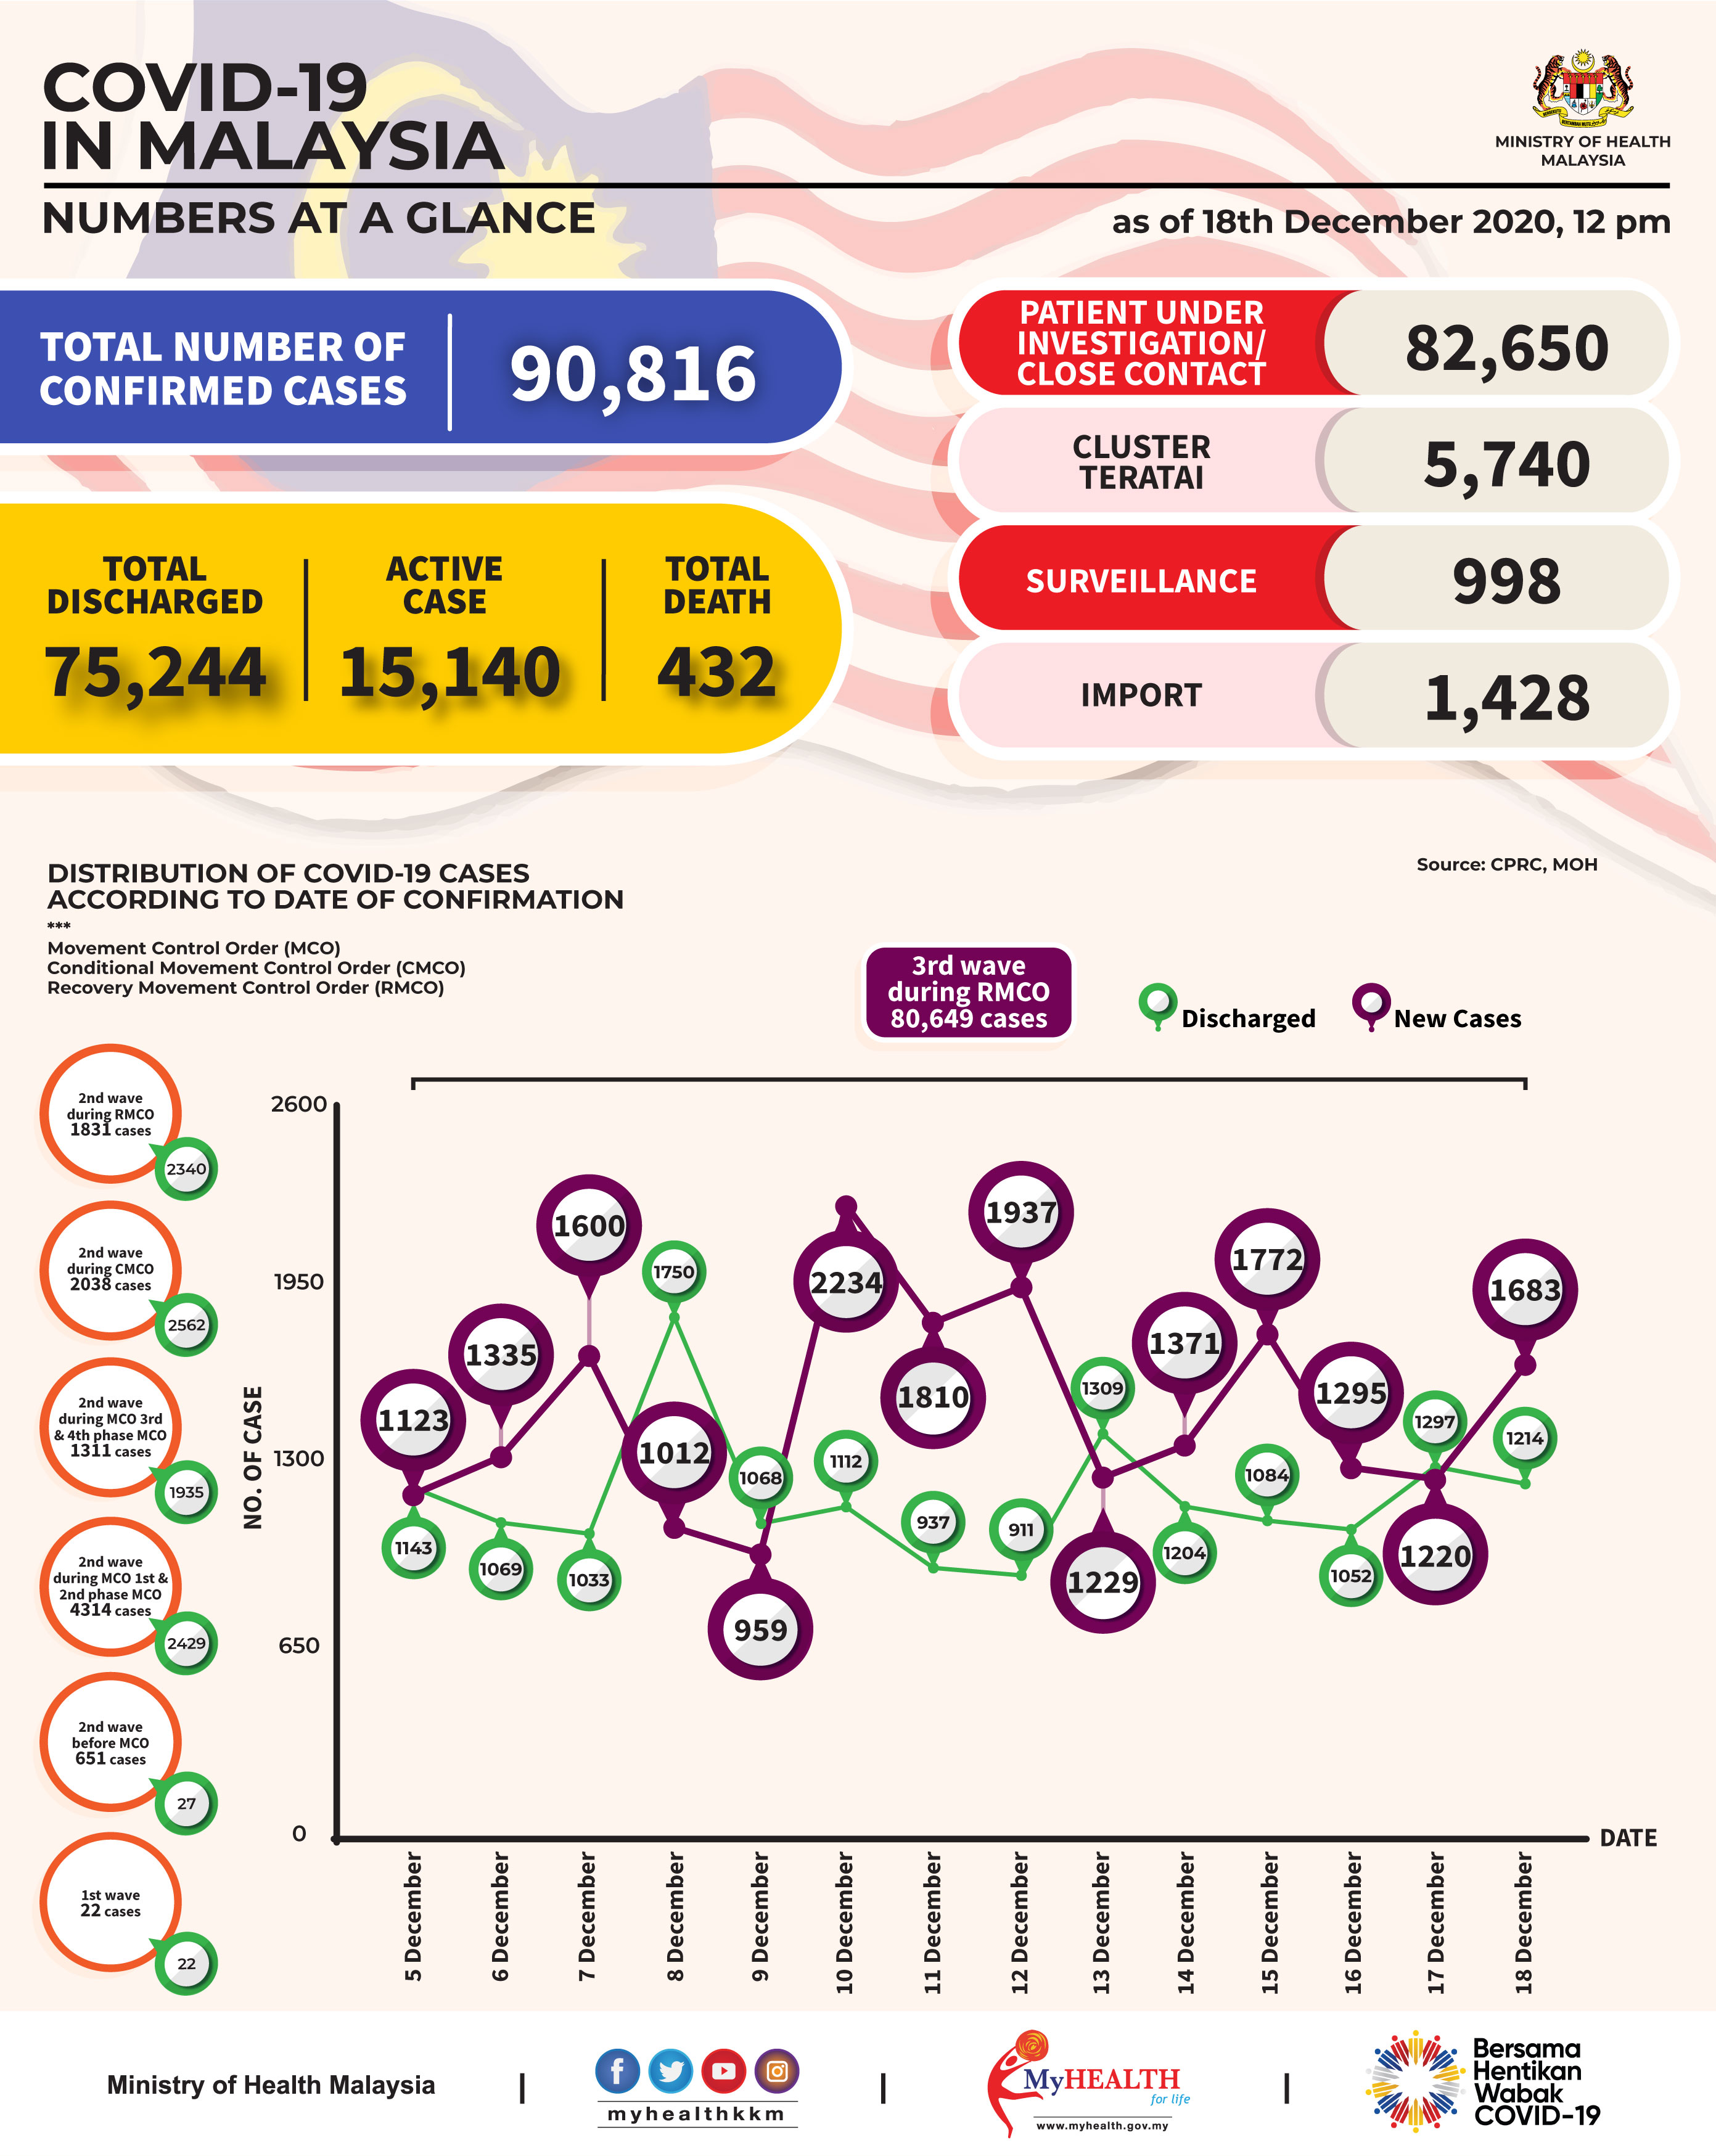 COVID-19
IN MALAYSIA
NUMBERS AT A GLANCE
MINISTRY OF HEALTH
MALAYSIA
as of 18th December 2020, 12 pm
TOTAL NUMBER OF
CONFIRMED CASES
90,816
TOTAL
DISCHARGED
75,244
ACTIVE
CASE
15,140
TOTAL
DEATH
432
PATIENT UNDER
INVESTIGATION/
CLOSE CONTACT
82,650
CLUSTER
TERATAI
5,740
SURVEILLANCE
998
IMPORT
1,428
DISTRIBUTION OF COVID-19 CASES
ACCORDING TO DATE OF CONFIRMATION
***
Movement Control Order (MCO)
Conditional Movement Control Order (CMCO)
Recovery Movement Control Order (RMCO)
Source: CPRC, MOH
3rd wave
during RMCO
80,649 cases
Discharged
New Cases
2nd wave
during RMCO
1831 cases
2340
2nd wave
during CMCO
2038 cases
2562
2nd wave
during MCO 3rd
& 4th phase MCO
1311 cases
1935
2nd wave
during MCO 1st &
2nd phase MCO
4314 cases
2429
2nd wave
before MCO
651 cases
27
1st wave
22 cases
22
NO. OF CASE
2600
1950
1300
650
0
1123
1335
1600
1012
959
2234
1810
1937
1229
1371
1772
1295
1220
1683
1143
1069
1033
1750
1068
1112
937
911
1309
1204
1084
1052
1297
1214
DATE
5 December
6 December
7 December
8 December
9 December
10 December
11 December
12 December
13 December
14 December
15 December
16 December
17 December
18 December
Ministry of Health Malaysia
myhealthkkm
MyHEALTH
for life
www.myhealth.gov.my
Bersama
Hentikan
Wabak
COVID-19